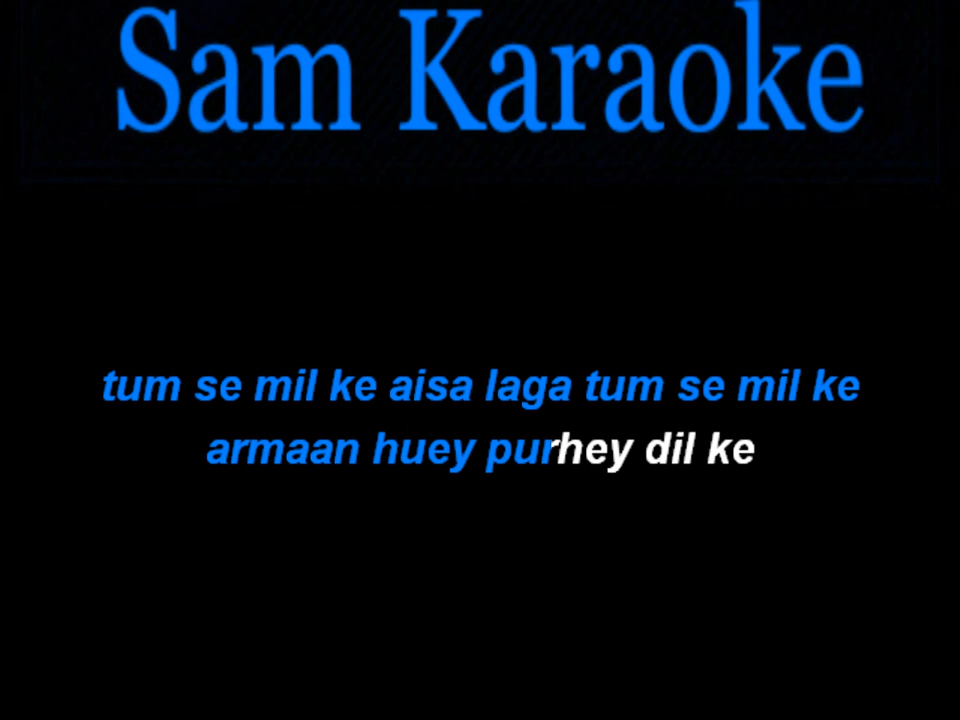 Sam Karaoke
tum se mil ke aisa laga tum se mil ke
armaan huey purhey dil ke